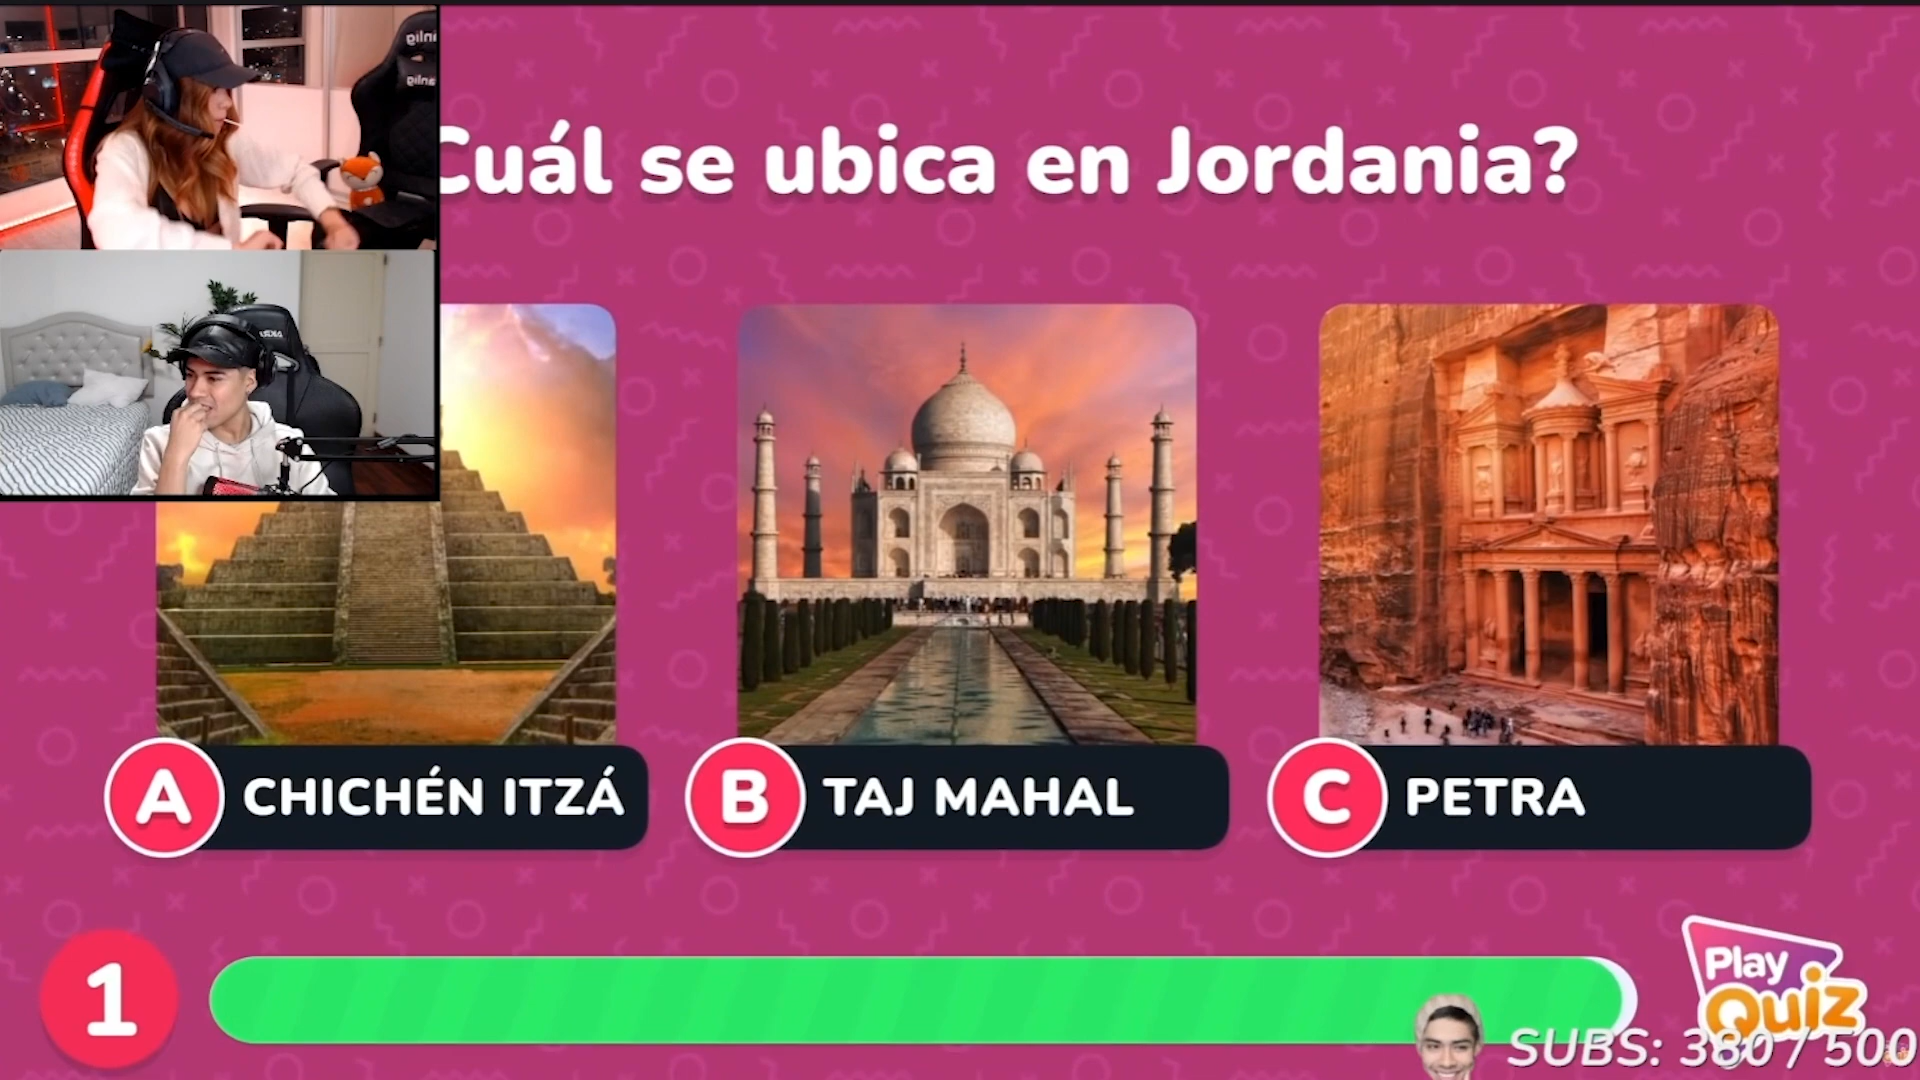 Cuál se ubica en Jordania?
A CHICHÉN ITZÁ
B TAJ MAHAL
C PETRA
1
Play
Quiz
SUBS: 380 / 500